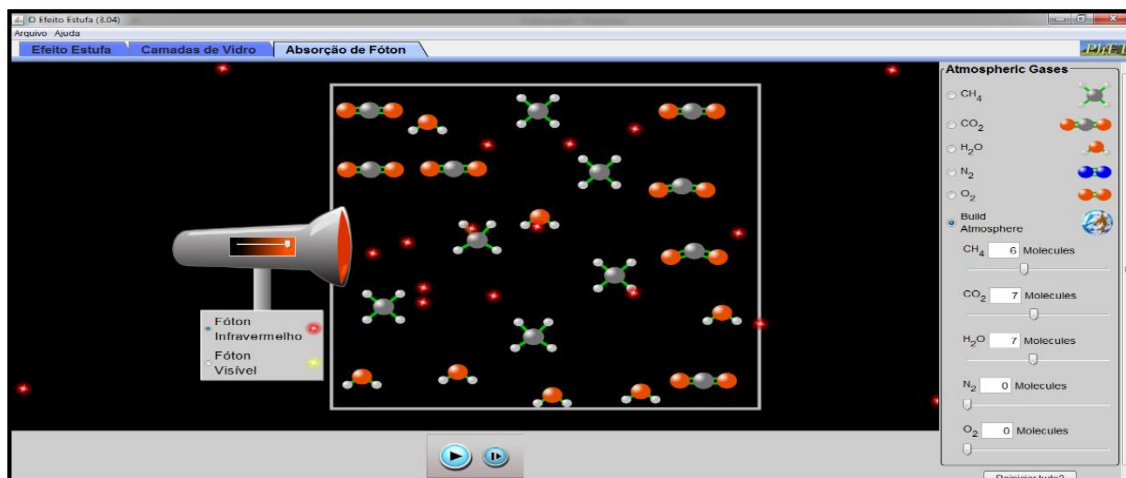 O Efeito Estufa (3.04)
Arquivo Ajuda
Efeito Estufa Camadas de Vidro Absorção de Fóton
PhET
Atmospheric Gases
CH4
CO2
H2O
N2
O2
Build
Atmosphere
CH4 6 Molecules
CO2 7 Molecules
H2O 7 Molecules
N2 0 Molecules
O2 0 Molecules
Fóton
Infravermelho
Fóton
Visível